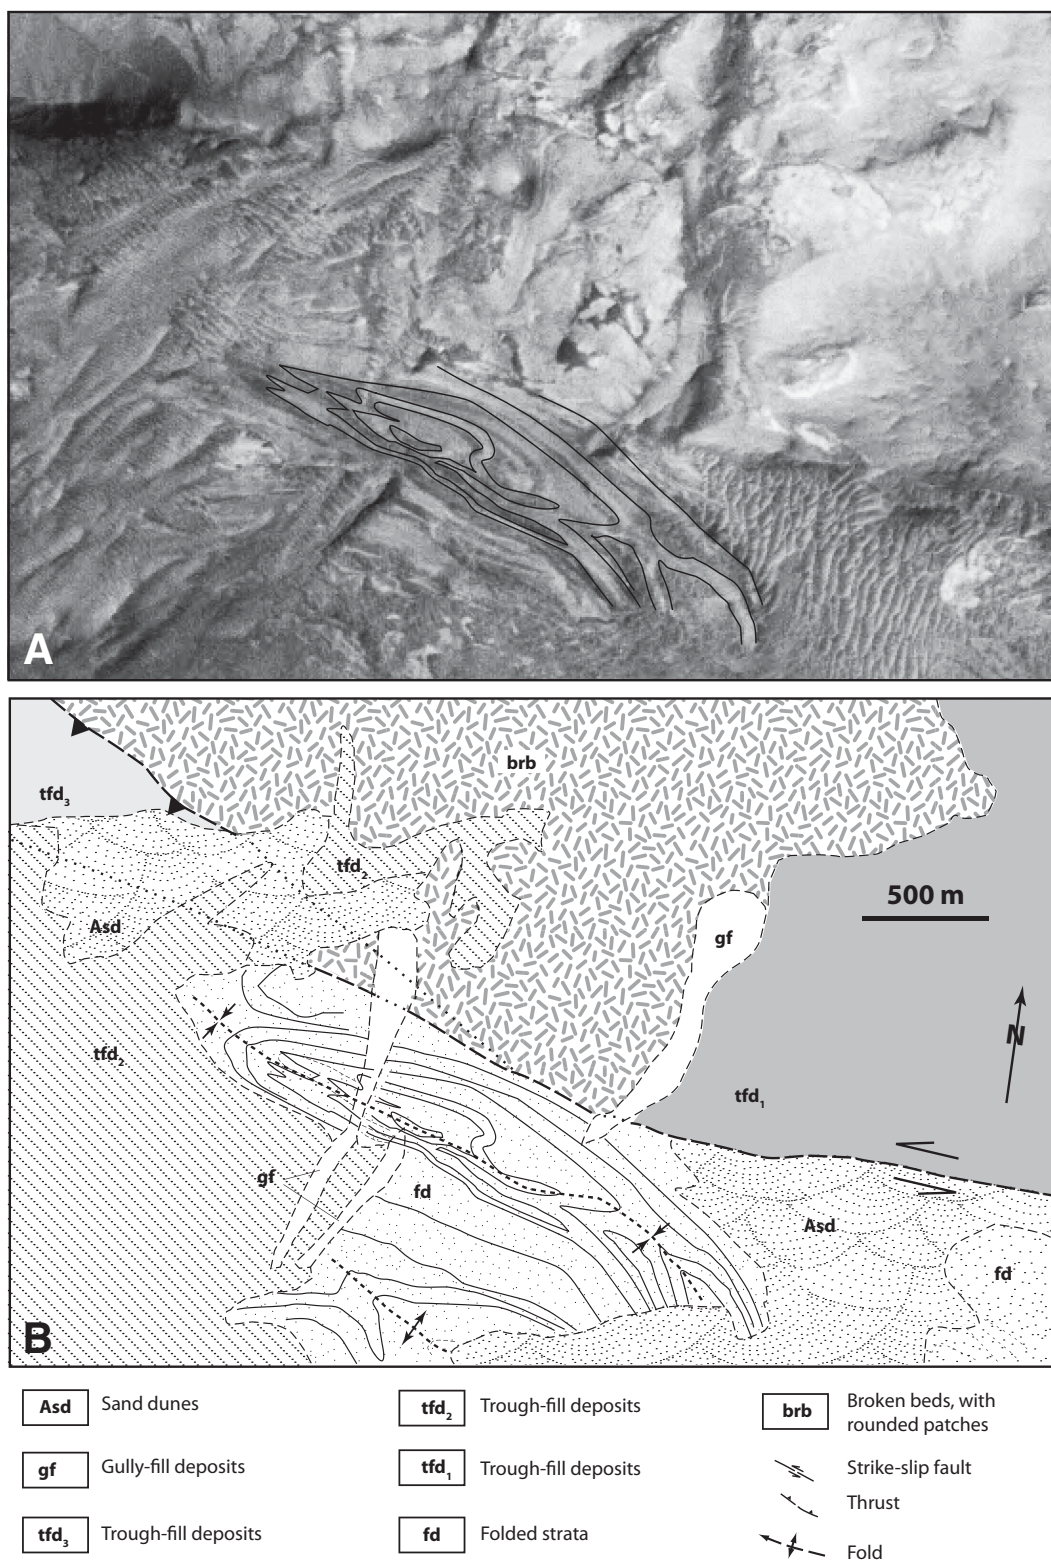 A
brb
tfd3
tfd2
500 m
Asd
gf
N
tfd2
tfd1
gf
fd
Asd
fd
B
Asd Sand dunes
tfd2 Trough-fill deposits
brb Broken beds, with
rounded patches
gf Gully-fill deposits
tfd1 Trough-fill deposits
Strike-slip fault
Thrust
tfd3 Trough-fill deposits
fd Folded strata
Fold